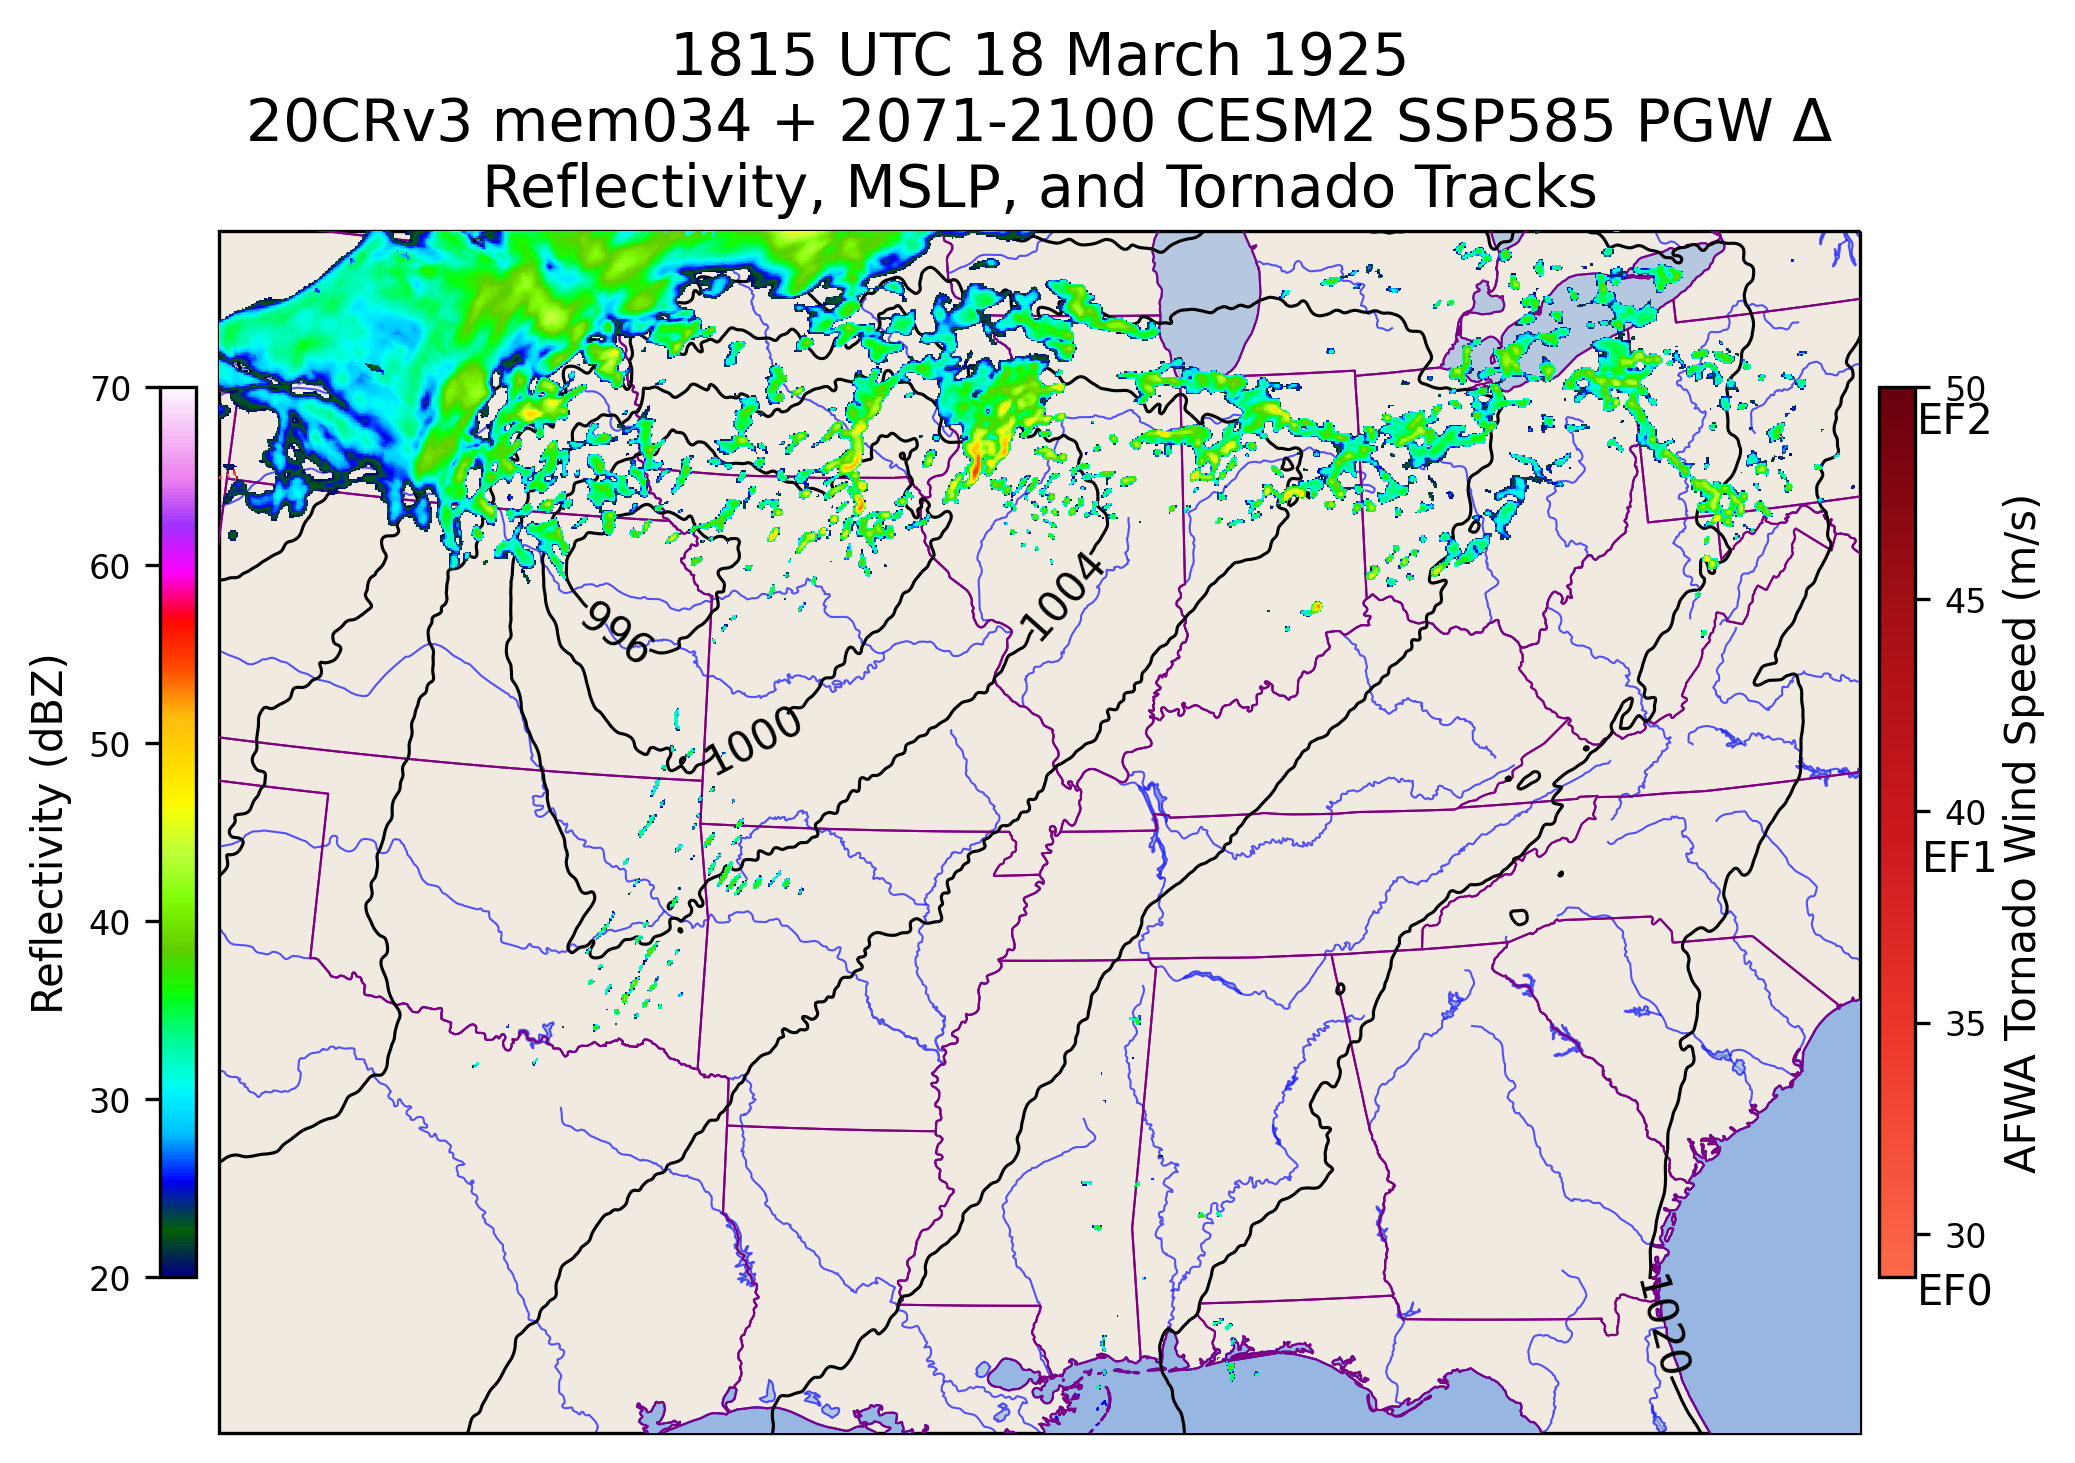 1815 UTC 18 March 1925
20CRv3 mem034 + 2071-2100 CESM2 SSP585 PGW Δ
Reflectivity, MSLP, and Tornado Tracks
70
60
50
40
30
20
Reflectivity (dBZ)
996
1000
1004
1020
50
EF2
45
40
EF1
35
30
EF0
AFWA Tornado Wind Speed (m/s)